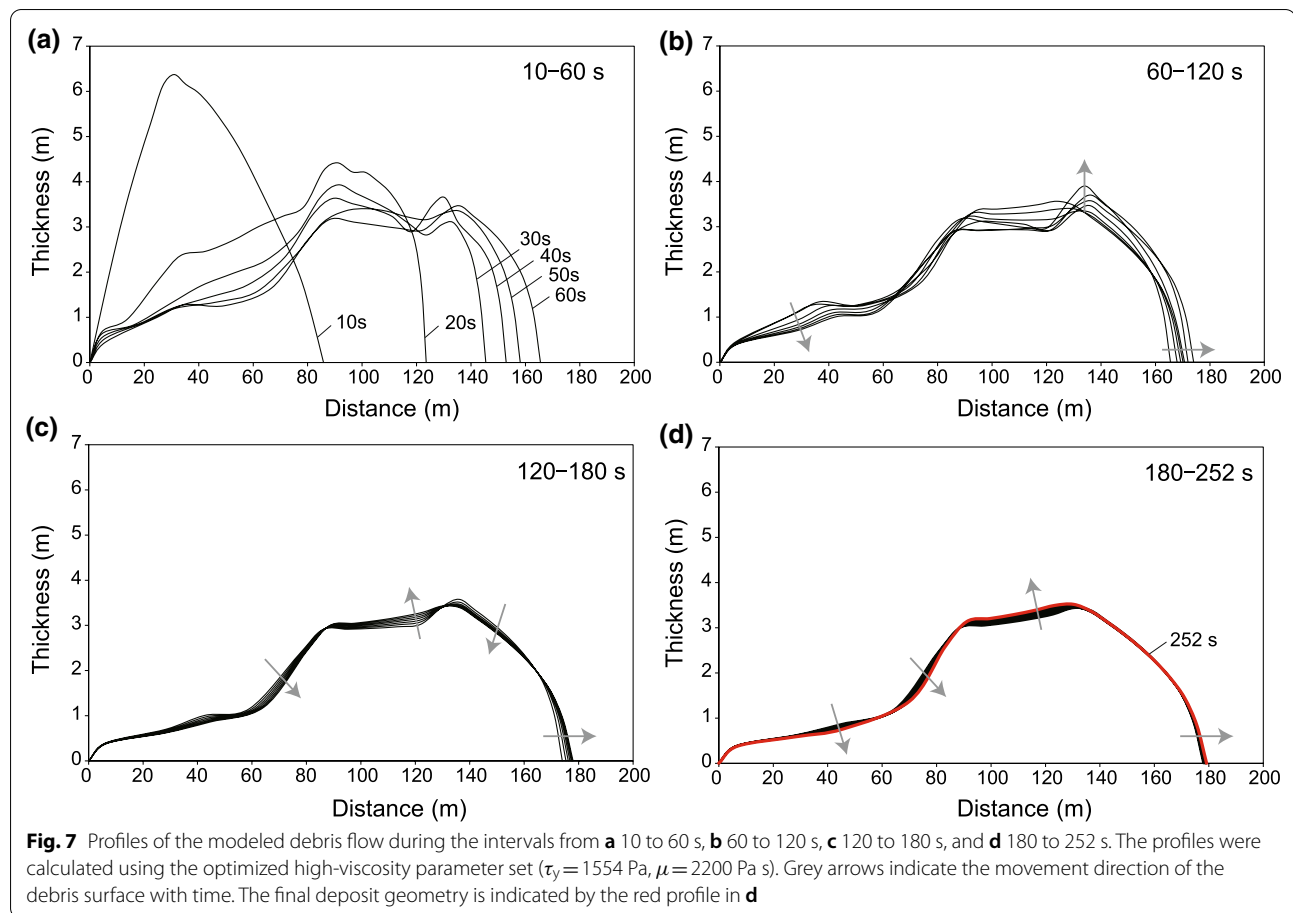 (a)
7
6
5
4
3
2
1
0
Thickness (m)
10–60 s
10s
20s
30s
40s
50s
60s
0 20 40 60 80 100 120 140 160 180 200
Distance (m)
(b)
7
6
5
4
3
2
1
0
Thickness (m)
60–120 s
0 20 40 60 80 100 120 140 160 180 200
Distance (m)
(c)
7
6
5
4
3
2
1
0
Thickness (m)
120–180 s
0 20 40 60 80 100 120 140 160 180 200
Distance (m)
(d)
7
6
5
4
3
2
1
0
Thickness (m)
180–252 s
252 s
0 20 40 60 80 100 120 140 160 180 200
Distance (m)
Fig. 7 Profiles of the modeled debris flow during the intervals from a 10 to 60 s, b 60 to 120 s, c 120 to 180 s, and d 180 to 252 s. The profiles were
calculated using the optimized high-viscosity parameter set (τy = 1554 Pa, μ = 2200 Pa s). Grey arrows indicate the movement direction of the
debris surface with time. The final deposit geometry is indicated by the red profile in d